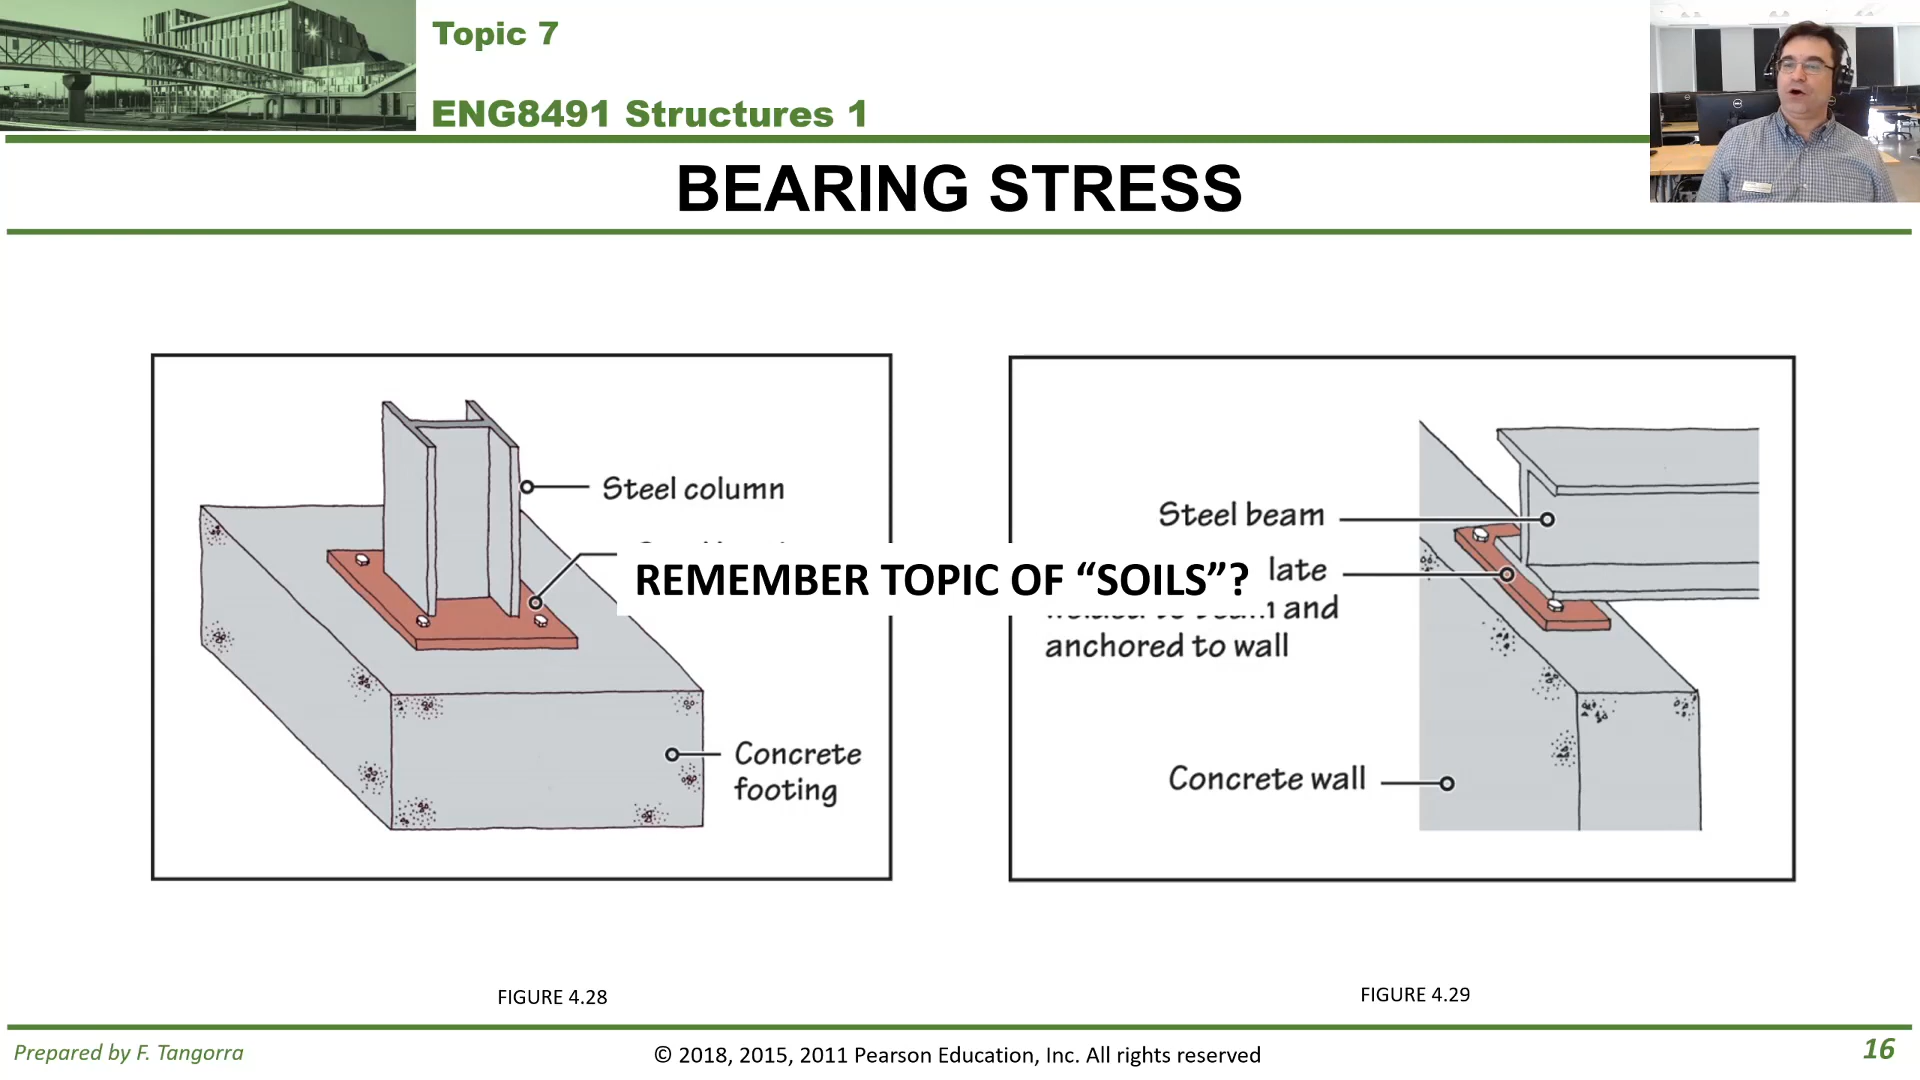 Topic 7
ENG8491 Structures 1
BEARING STRESS
Steel column
REMEMBER TOPIC OF “SOILS”?
Concrete
footing
Steel beam
late
and
anchored to wall
Concrete wall
FIGURE 4.28
FIGURE 4.29
Prepared by F. Tangorra
© 2018, 2015, 2011 Pearson Education, Inc. All rights reserved
16